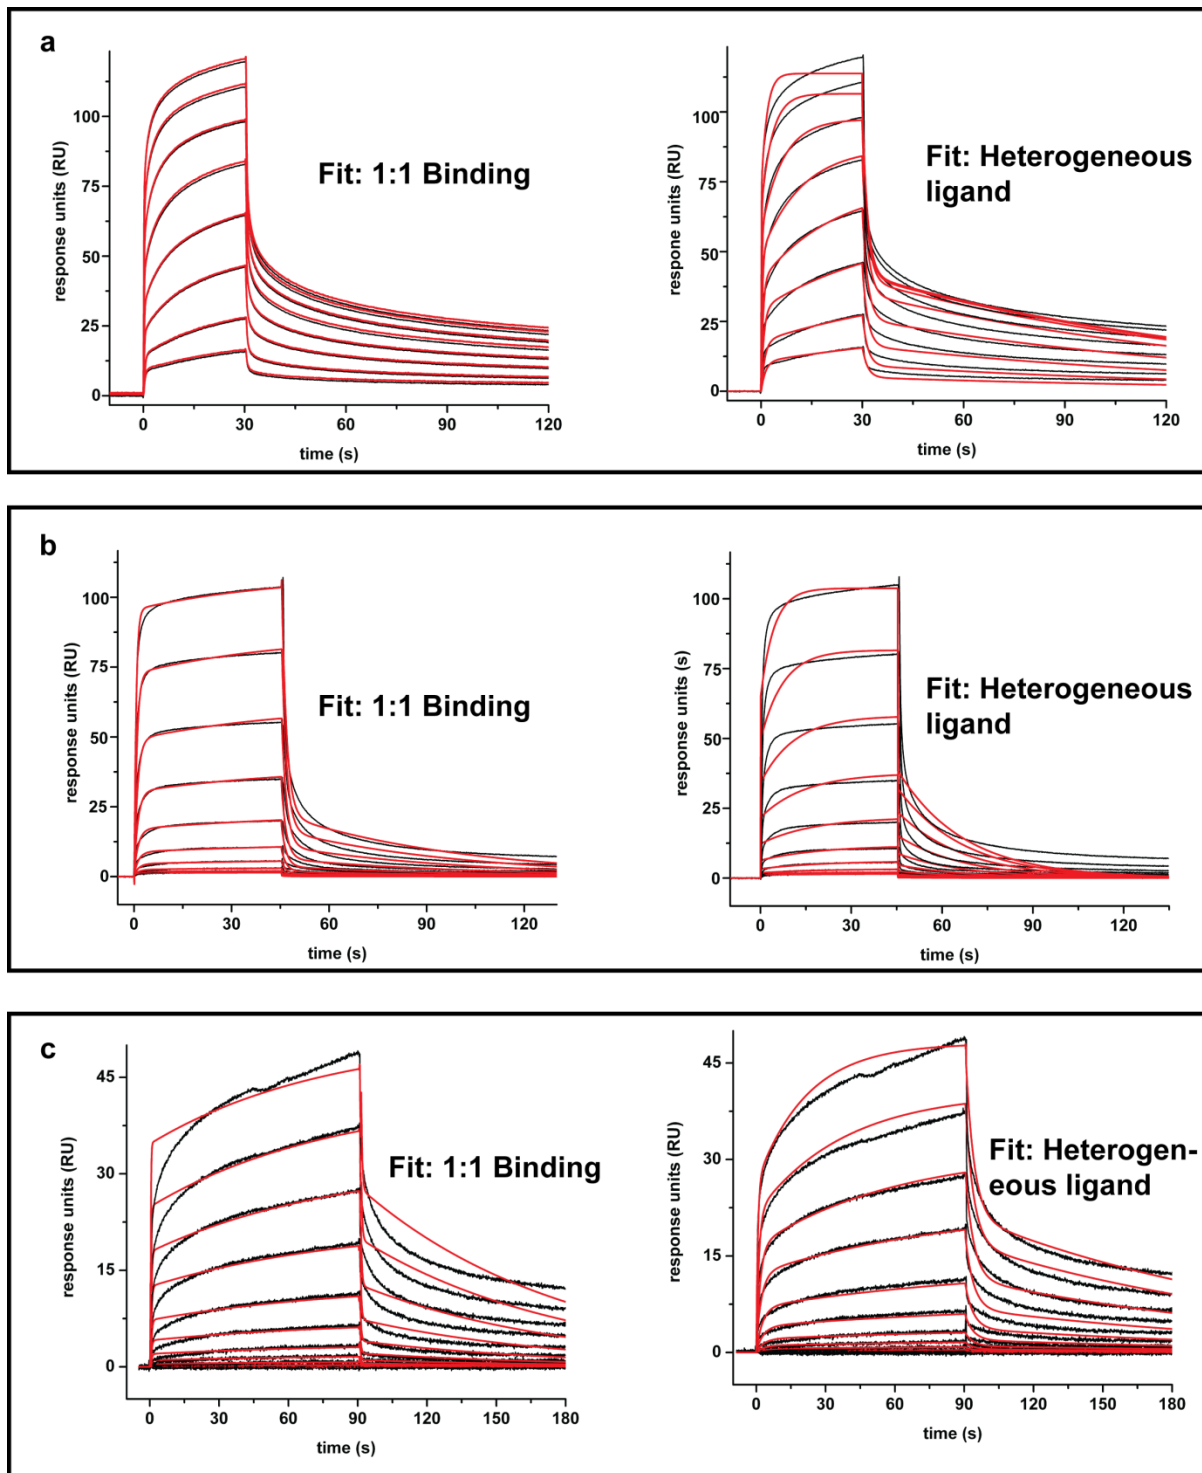 a
response units (RU)
100
75
50
25
0
Fit: 1:1 Binding
0 30 60 90 120
time (s)
respone units (RU)
100
75
50
25
0
Fit: Heterogeneous
ligand
0 30 60 90 120
time (s)
b
response units (RU)
100
75
50
25
0
Fit: 1:1 Binding
0 30 60 90 120
time (s)
response units (s)
100
75
50
25
0
Fit: Heterogeneous
ligand
0 30 60 90 120
time (s)
c
response units (RU)
45
30
15
0
Fit: 1:1 Binding
0 30 60 90 120 150 180
time (s)
response units (RU)
45
30
15
0
Fit: Heterogen-
eous ligand
0 30 60 90 120 150 180
time (s)